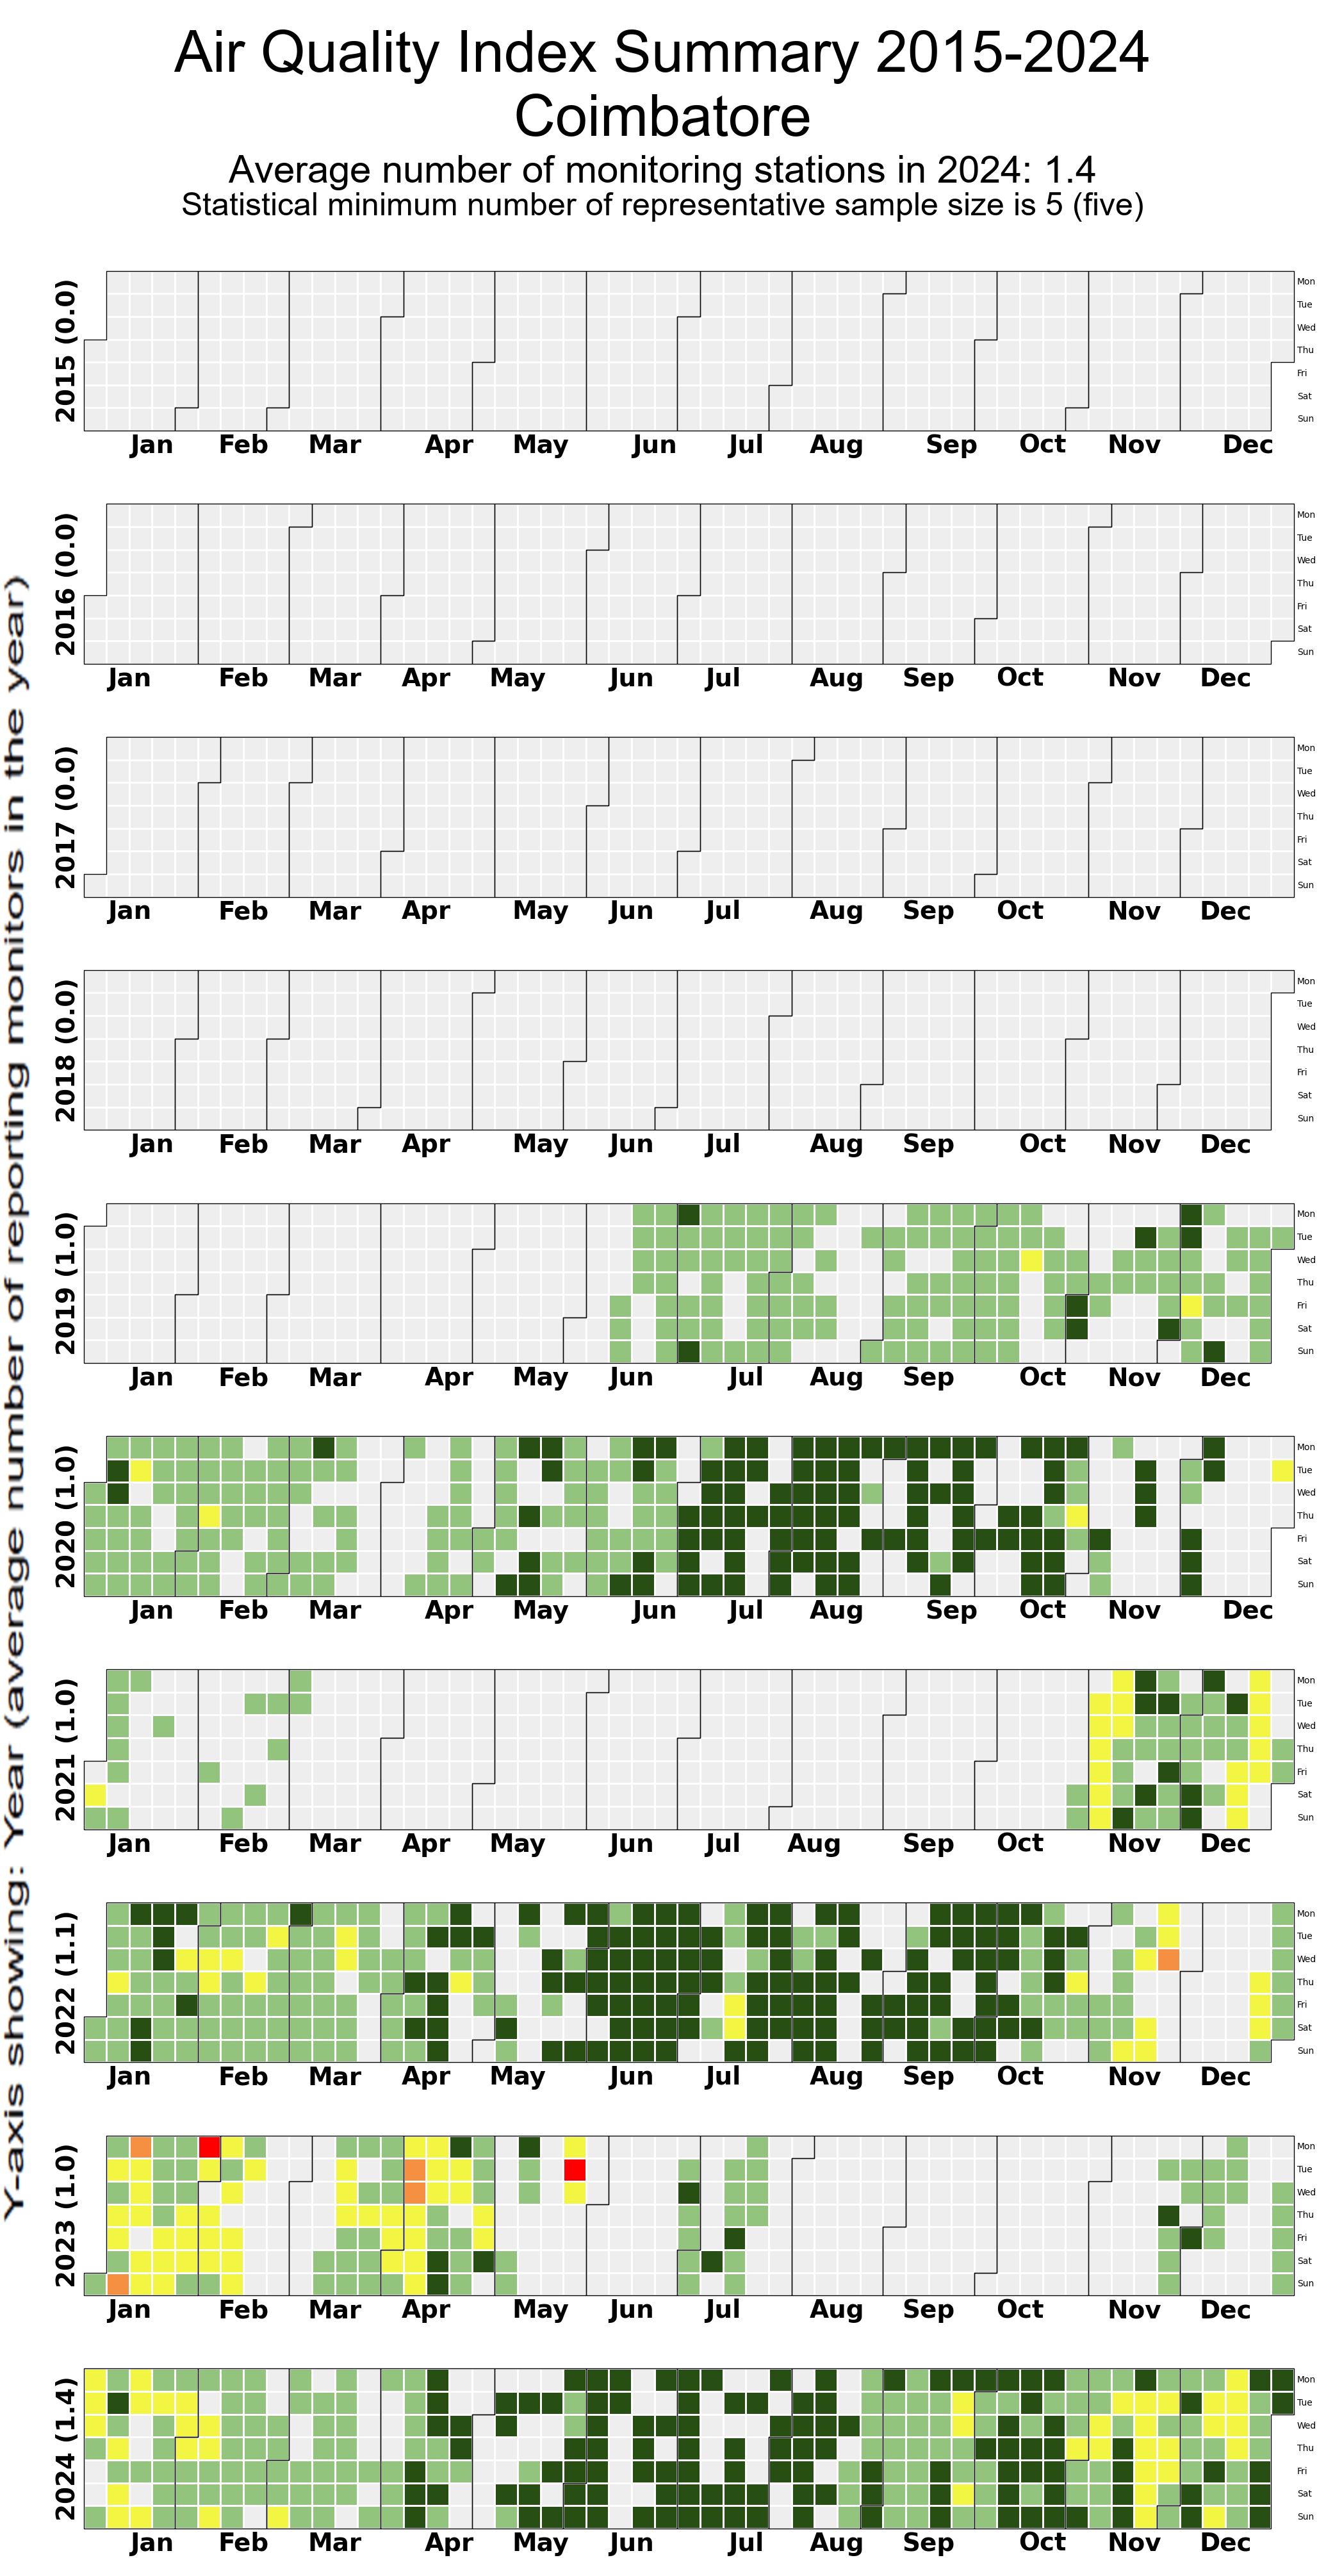 Air Quality Index Summary 2015-2024
Coimbatore
Average number of monitoring stations in 2024: 1.4
Statistical minimum number of representative sample size is 5 (five)
Y-axis showing: Year (average number of reporting monitors in the year)
2015 (0.0)
Mon
Tue
Wed
Thu
Fri
Sat
Sun
Jan Feb Mar Apr May Jun Jul Aug Sep Oct Nov Dec
2016 (0.0)
Mon
Tue
Wed
Thu
Fri
Sat
Sun
Jan Feb Mar Apr May Jun Jul Aug Sep Oct Nov Dec
2017 (0.0)
Mon
Tue
Wed
Thu
Fri
Sat
Sun
Jan Feb Mar Apr May Jun Jul Aug Sep Oct Nov Dec
2018 (0.0)
Mon
Tue
Wed
Thu
Fri
Sat
Sun
Jan Feb Mar Apr May Jun Jul Aug Sep Oct Nov Dec
2019 (1.0)
Mon
Tue
Wed
Thu
Fri
Sat
Sun
Jan Feb Mar Apr May Jun Jul Aug Sep Oct Nov Dec
2020 (1.0)
Mon
Tue
Wed
Thu
Fri
Sat
Sun
Jan Feb Mar Apr May Jun Jul Aug Sep Oct Nov Dec
2021 (1.0)
Mon
Tue
Wed
Thu
Fri
Sat
Sun
Jan Feb Mar Apr May Jun Jul Aug Sep Oct Nov Dec
2022 (1.1)
Mon
Tue
Wed
Thu
Fri
Sat
Sun
Jan Feb Mar Apr May Jun Jul Aug Sep Oct Nov Dec
2023 (1.0)
Mon
Tue
Wed
Thu
Fri
Sat
Sun
Jan Feb Mar Apr May Jun Jul Aug Sep Oct Nov Dec
2024 (1.4)
Mon
Tue
Wed
Thu
Fri
Sat
Sun
Jan Feb Mar Apr May Jun Jul Aug Sep Oct Nov Dec